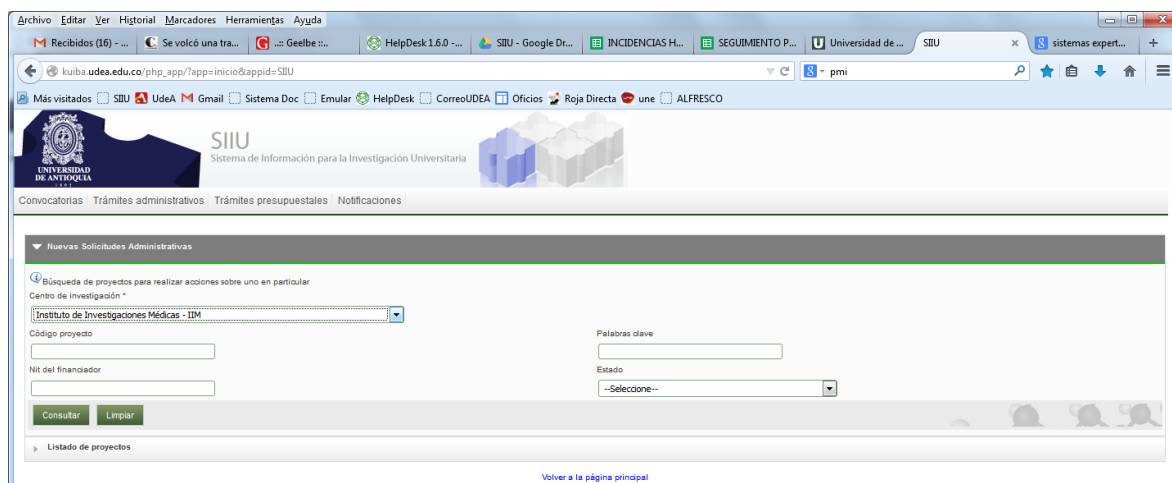 Archivo Editar Ver Historial Marcadores Herramientas Ayuda
Recibidos (16) - ... Se volcó una tra... ..:: Geelbe ::.. HelpDesk 1.6.0 -... SIIU - Google Dr... INCIDENCIAS H... SEGUIMIENTO P... Universidad de ... SIIU sistemas expert...
kuiba.udea.edu.co/php_app/?app=inicio&appid=SIIU pmi
Más visitados SIIU UdeA Gmail Sistema Doc Emular HelpDesk CorreoUDEA Oficios Roja Directa une ALFRESCO
SIIU
Sistema de Información para la Investigación Universitaria
UNIVERSIDAD
DE ANTIOQUIA
1803
Convocatorias Trámites administrativos Trámites presupuestales Notificaciones
Nuevas Solicitudes Administrativas
Búsqueda de proyectos para realizar acciones sobre uno en particular
Centro de investigación *
Instituto de Investigaciones Médicas - IIM
Código proyecto Palabras clave
Nit del financiador Estado
--Seleccione--
Consultar Limpiar
Listado de proyectos
Volver a la página principal